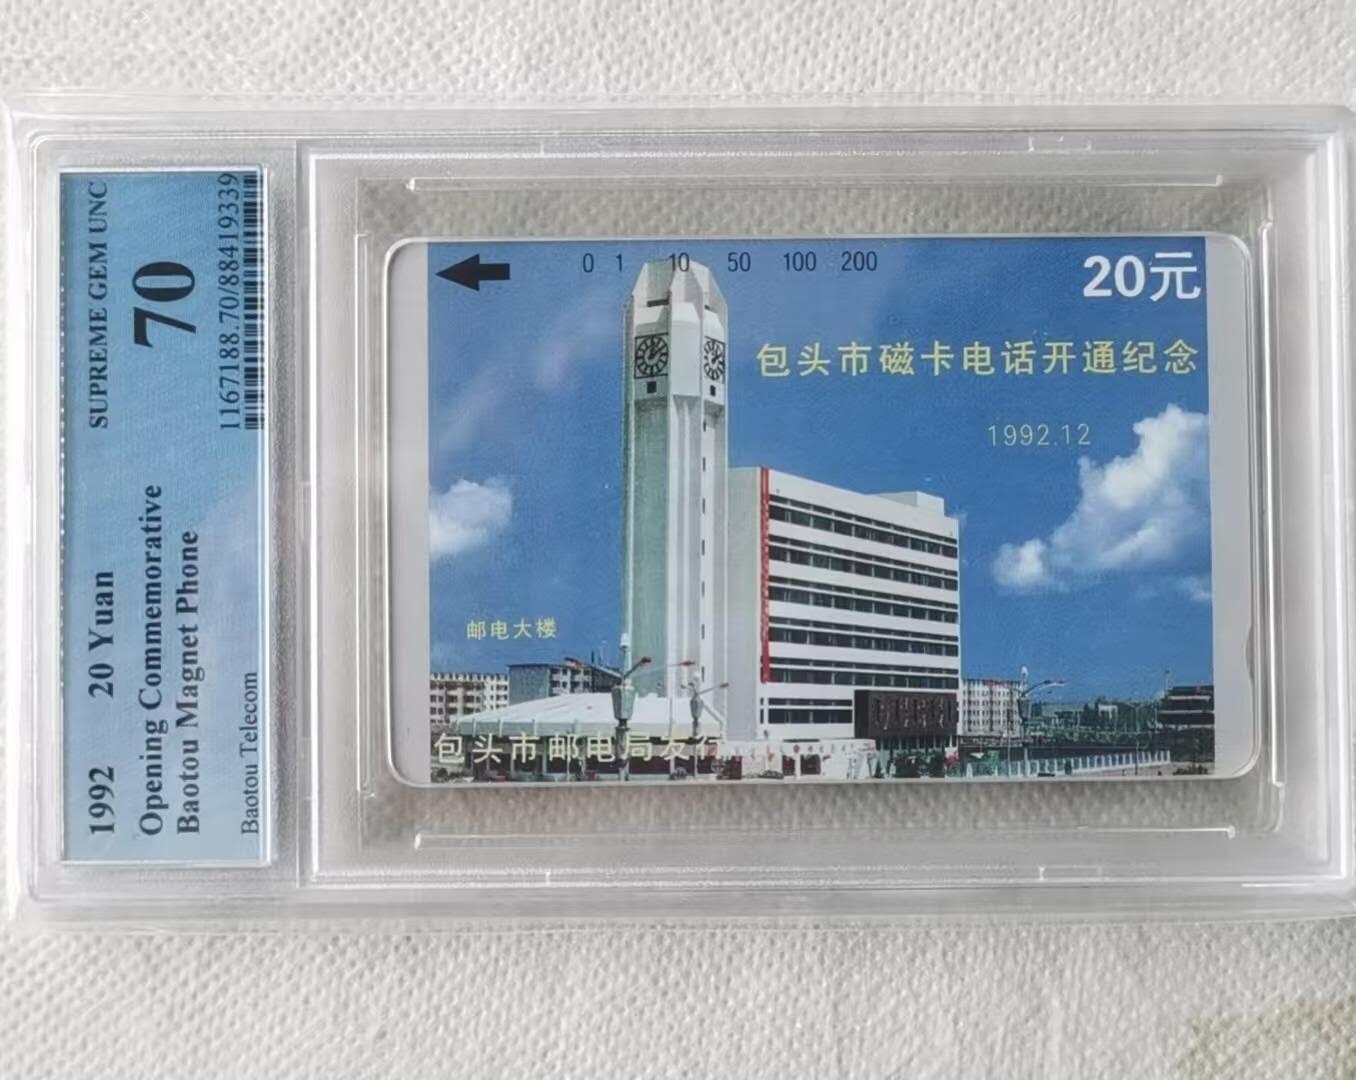 SUPREME GEM UNC
70
1167188.70/88419339
1992 20 Yuan
Opening Commemorative
Baotou Magnet Phone
Baotou Telecom
0 1 10 50 100 200
20元
包头市磁卡电话开通纪念
1992.12
邮电大楼
包头市邮电局发行